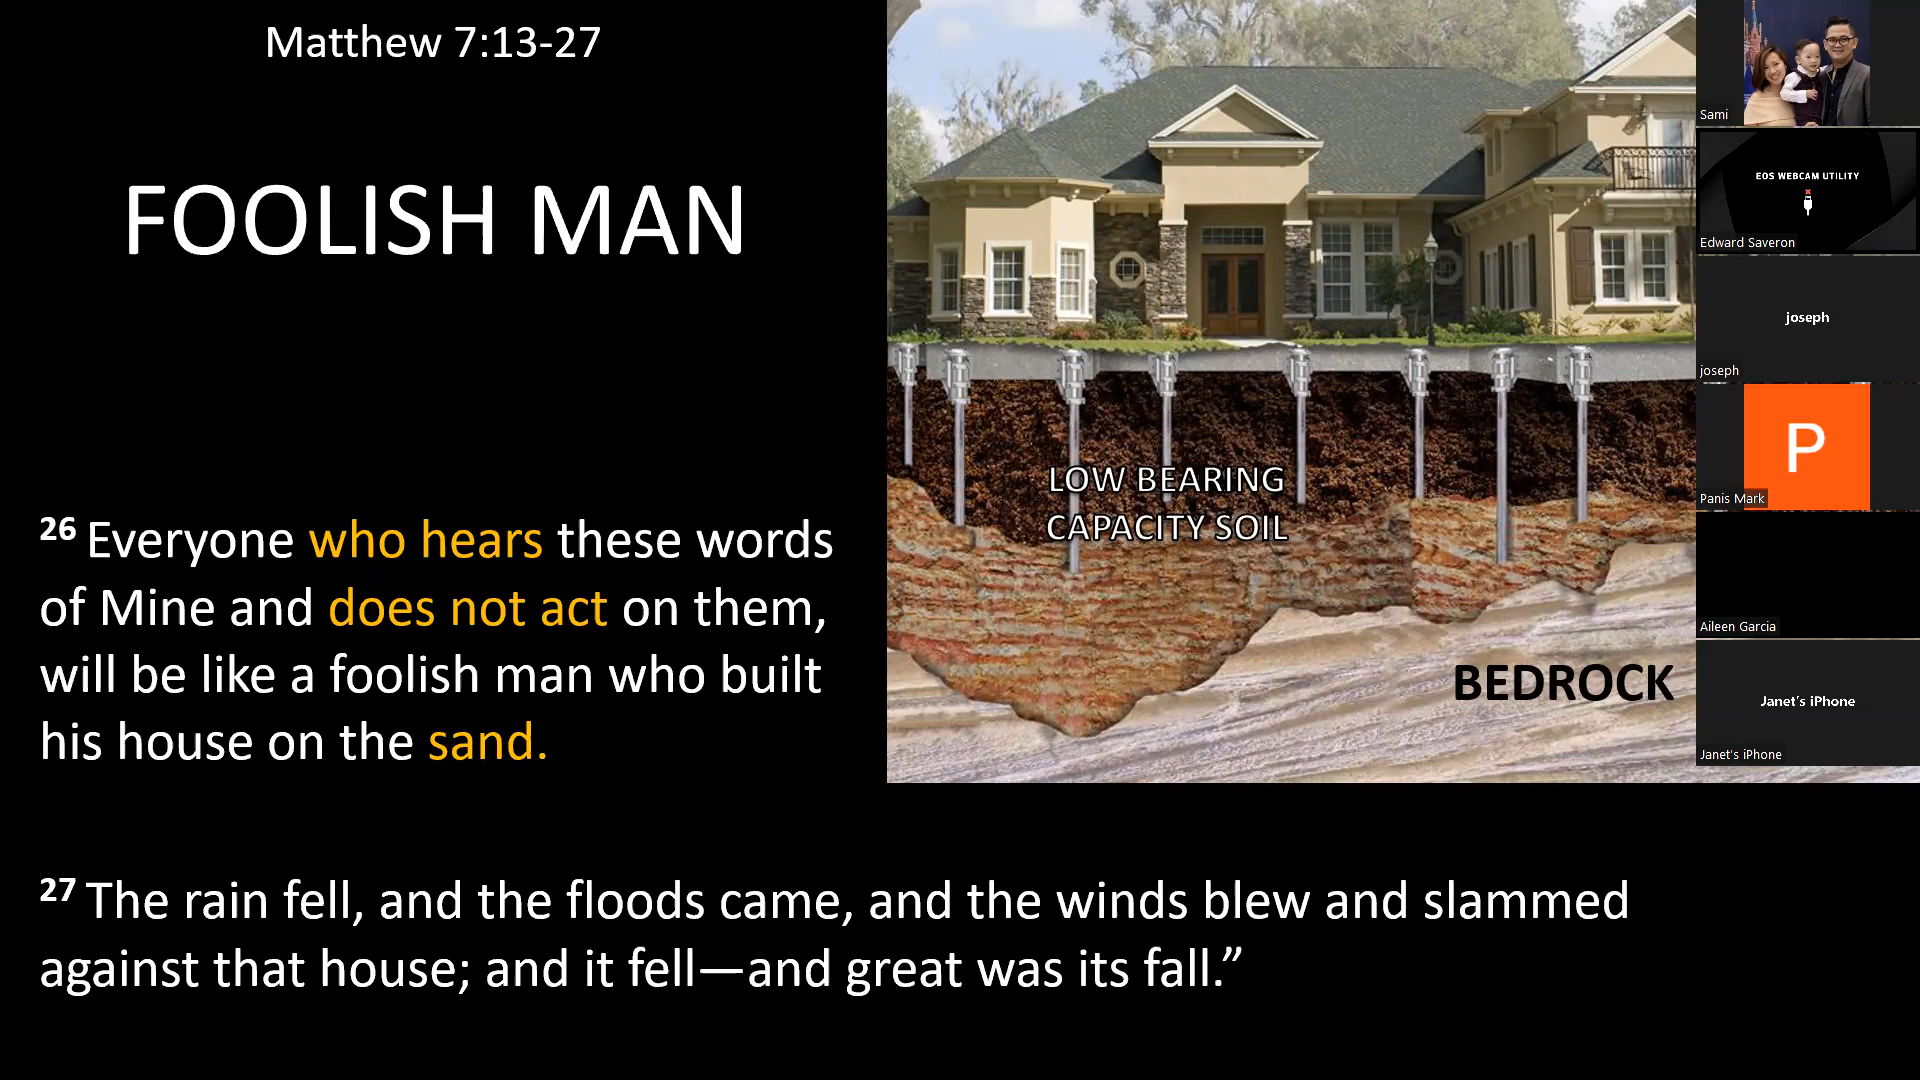 Matthew 7:13-27
FOOLISH MAN
26 Everyone who hears these words
of Mine and does not act on them,
will be like a foolish man who built
his house on the sand.
27 The rain fell, and the floods came, and the winds blew and slammed
against that house; and it fell—and great was its fall.”
LOW BEARING
CAPACITY SOIL
BEDROCK
Sami
EOS WEBCAM UTILITY
Edward Saveron
joseph
joseph
P
Panis Mark
Aileen Garcia
Janet's iPhone
Janet's iPhone